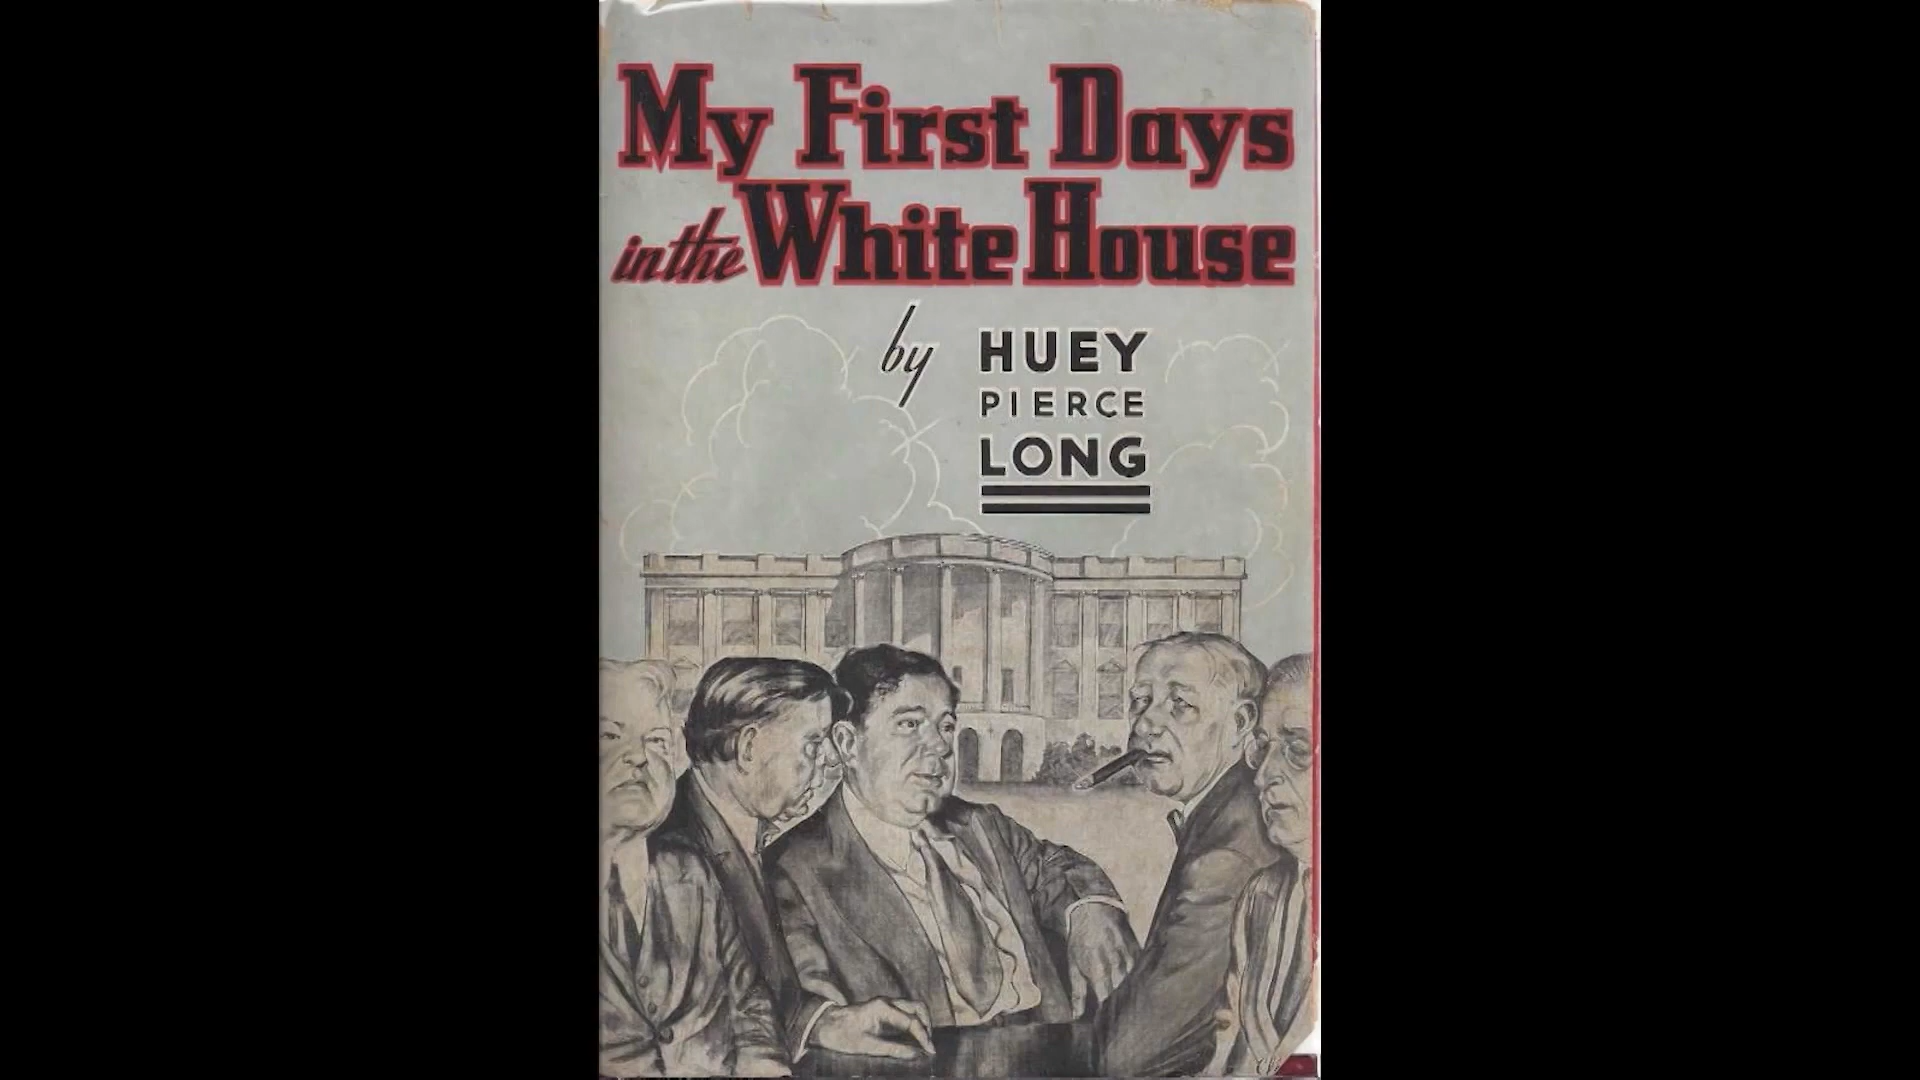 My First Days
in the White House
by HUEY
PIERCE
LONG